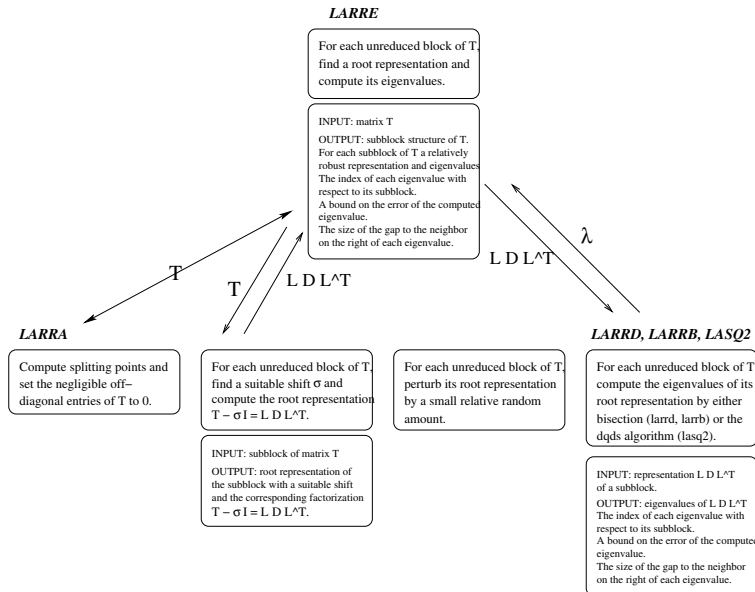 LARRE
For each unreduced block of T,
find a root representation and
compute its eigenvalues.
INPUT: matrix T
OUTPUT: subblock structure of T.
For each subblock of T a relatively
robust representation and eigenvalues
The index of each eigenvalue with
respect to its subblock.
A bound on the error of the computed
eigenvalue.
The size of the gap to the neighbor
on the right of each eigenvalue.
T
T
L D L^T
L D L^T
λ
LARRA
Compute splitting points and
set the negligible off−
diagonal entries of T to 0.
For each unreduced block of T,
find a suitable shift σ and
compute the root representation
T − σ I = L D L^T.
INPUT: subblock of matrix T
OUTPUT: root representation of
the subblock with a suitable shift
and the corresponding factorization
T − σ I = L D L^T.
For each unreduced block of T,
perturb its root representation
by a small relative random
amount.
LARRD, LARRB, LASQ2
For each unreduced block of T
compute the eigenvalues of its
root representation by either
bisection (larrd, larrb) or the
dqds algorithm (lasq2).
INPUT: representation L D L^T
of a subblock.
OUTPUT: eigenvalues of L D L^T
The index of each eigenvalue with
respect to its subblock.
A bound on the error of the computed
eigenvalue.
The size of the gap to the neighbor
on the right of each eigenvalue.